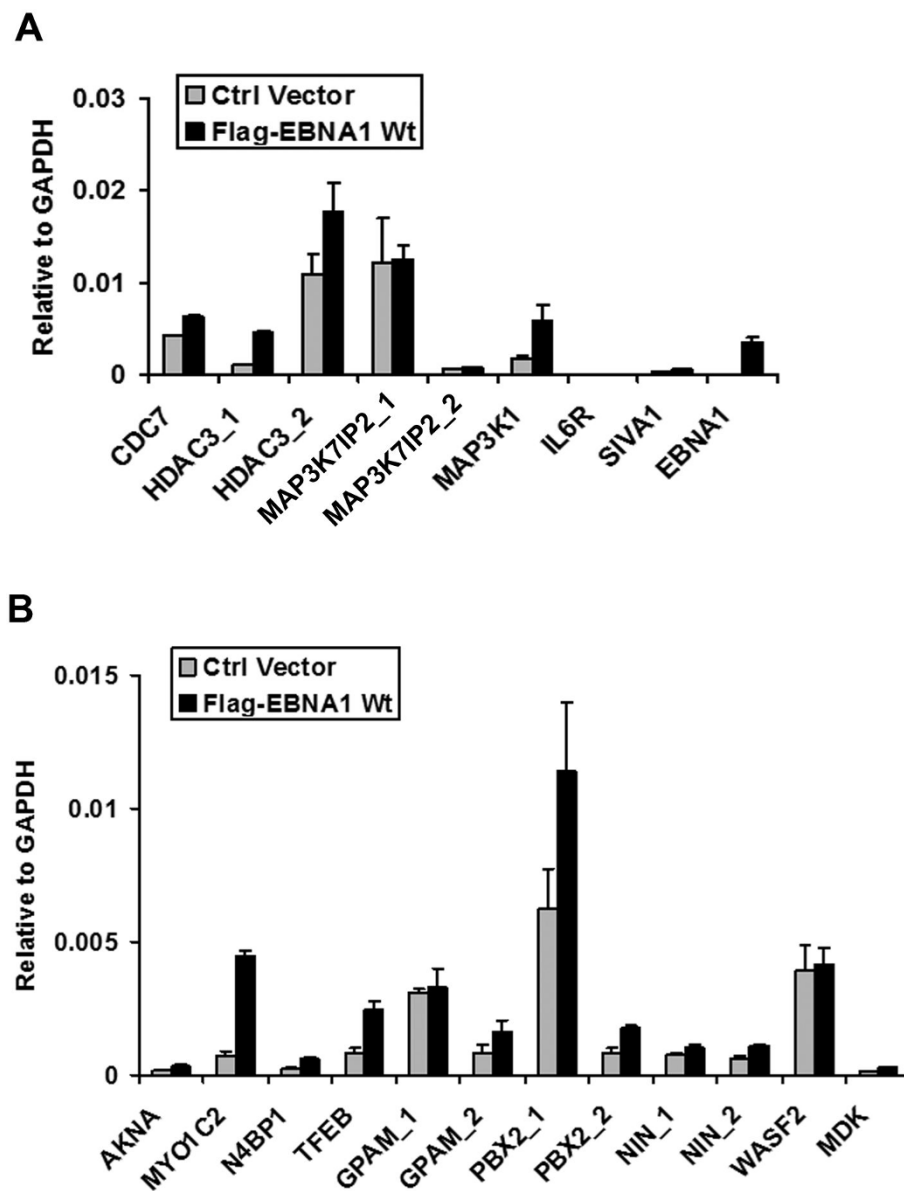 A
Ctrl Vector
Flag-EBNA1 Wt
Relative to GAPDH
0.03
0.02
0.01
0
CDC7
HDAC3_1
HDAC3_2
MAP3K7IP2_1
MAP3K7IP2_2
MAP3K1
IL6R
SIVA1
EBNA1
B
Ctrl Vector
Flag-EBNA1 Wt
Relative to GAPDH
0.015
0.01
0.005
0
AKNA
MYO1C2
N4BP1
TFEB
GPAM_1
GPAM_2
PBX2_1
PBX2_2
NIN_1
NIN_2
WASF2
MDK